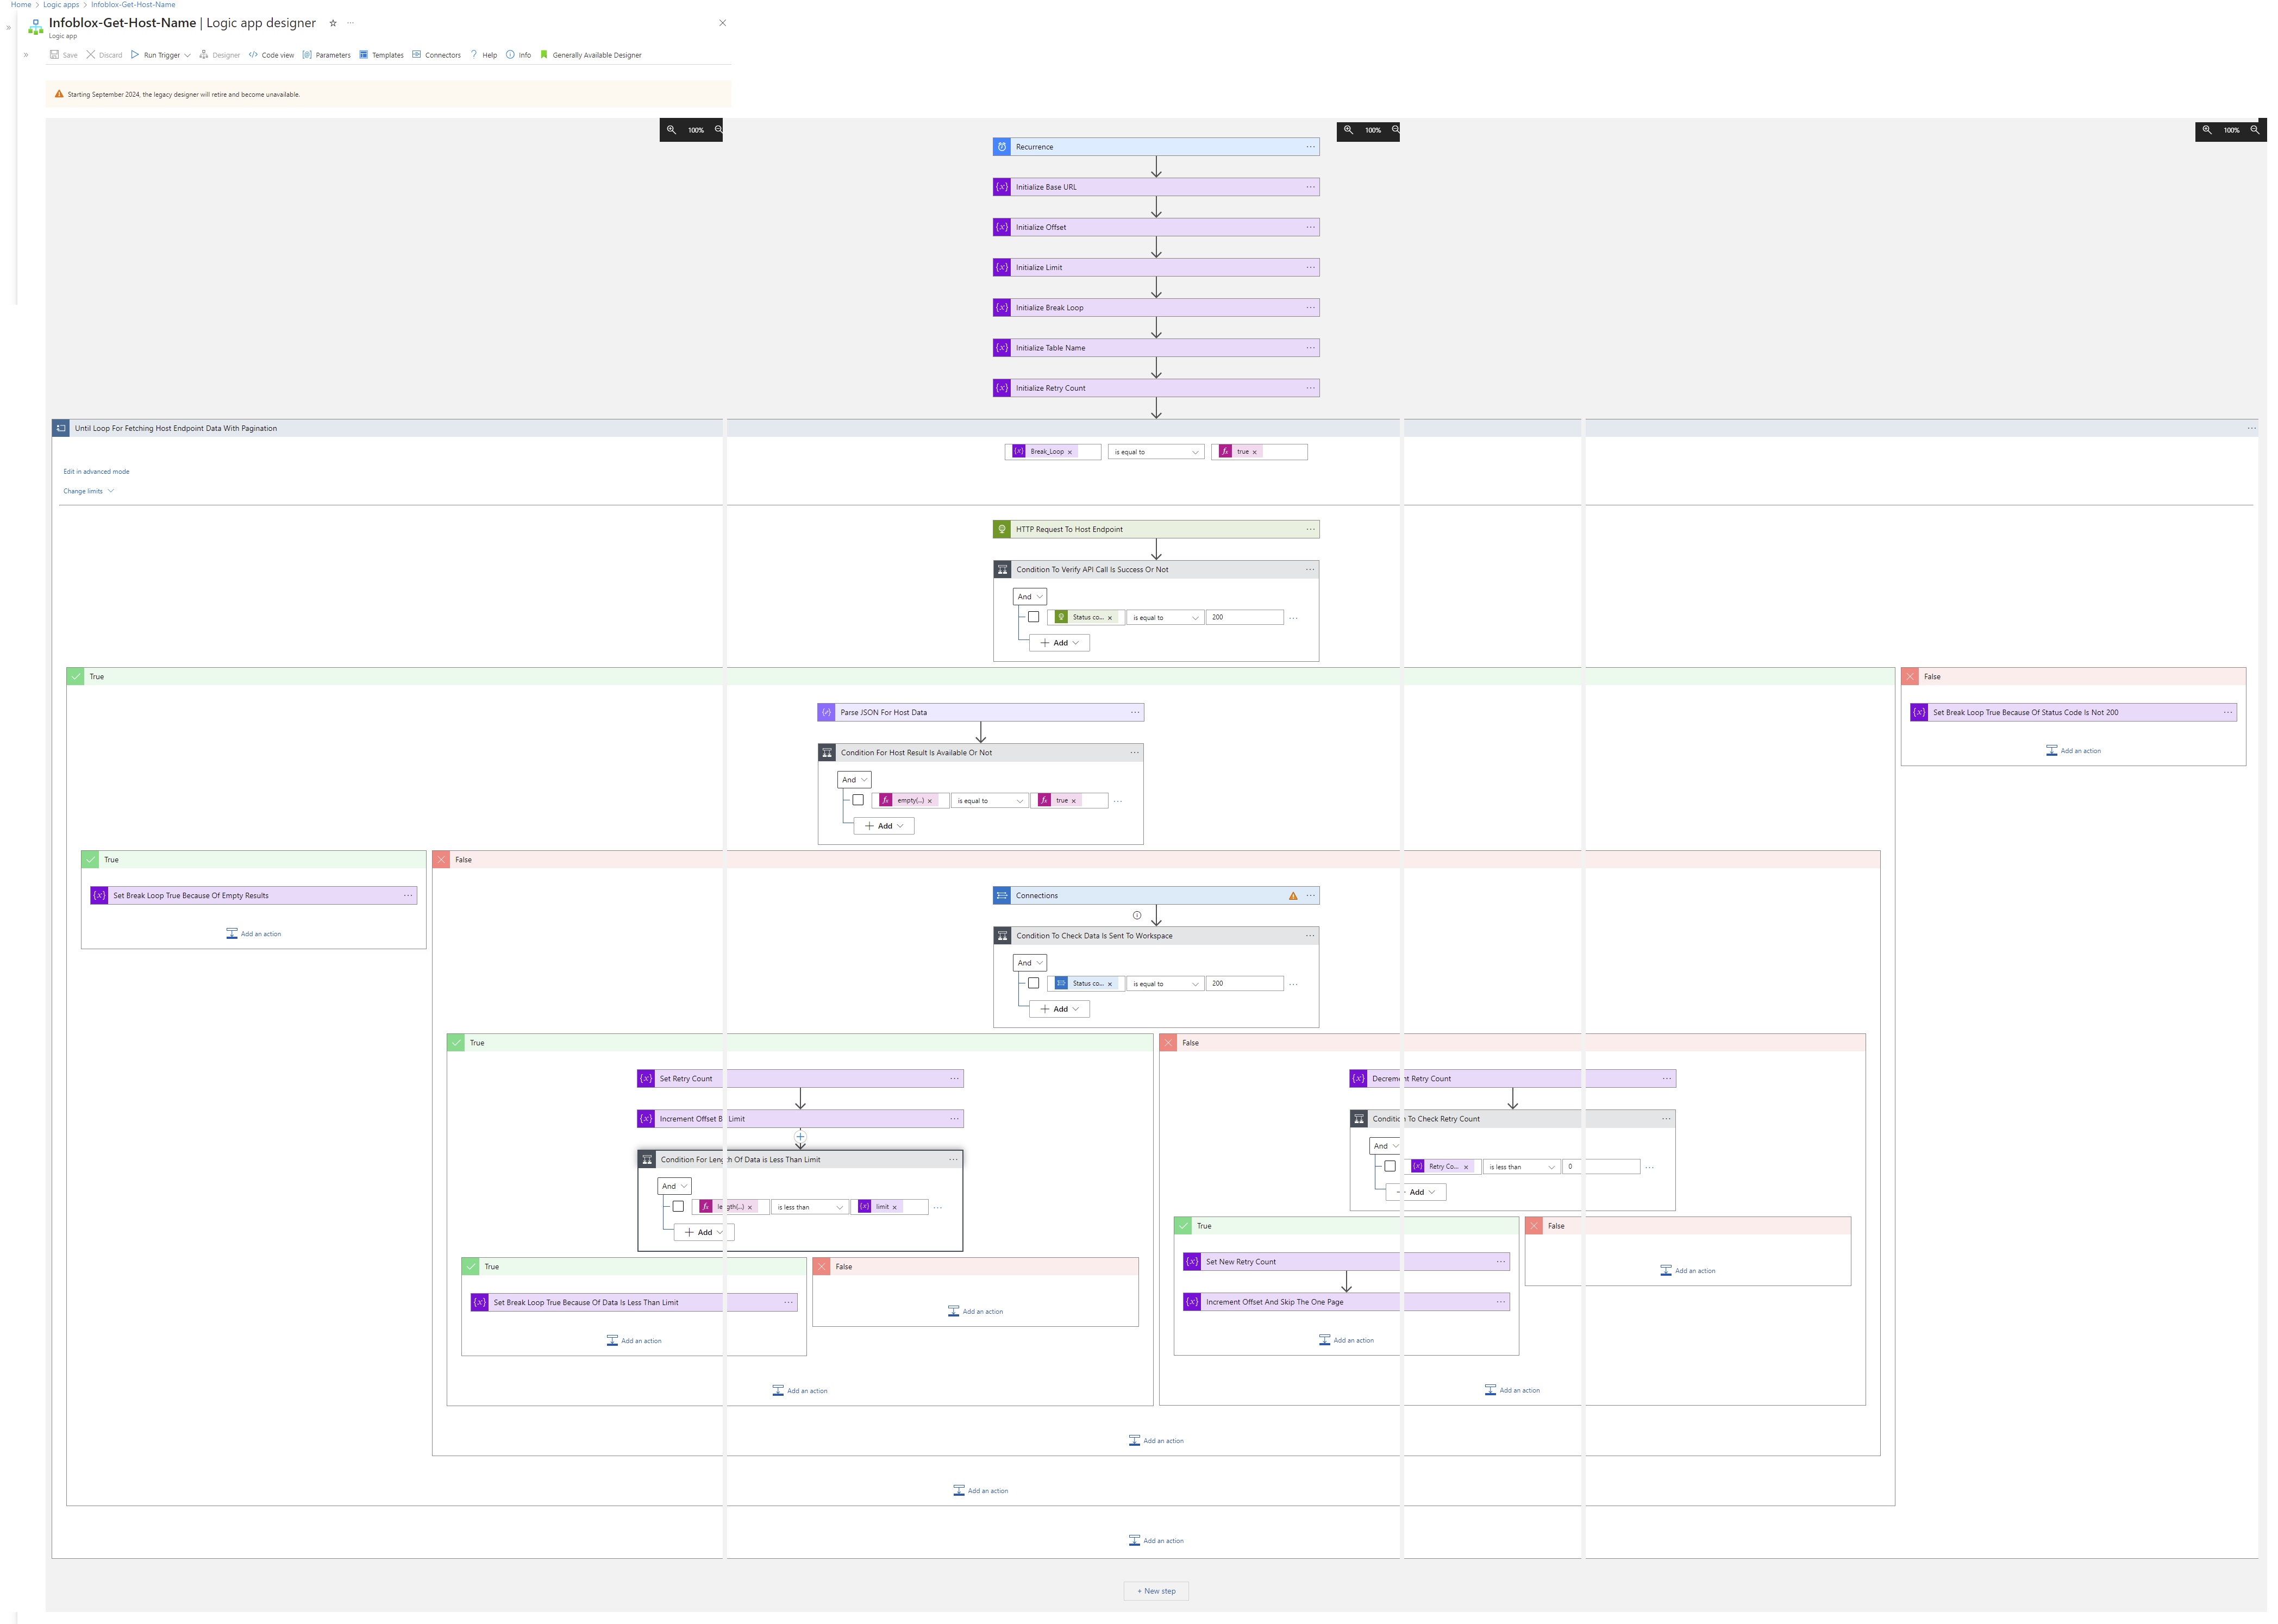 Home > Logic apps > Infoblox-Get-Host-Name
Infoblox-Get-Host-Name | Logic app designer
Logic app
Save Discard Run Trigger Designer Code view Parameters Templates Connectors Help Info Generally Available Designer
Starting September 2024, the legacy designer will retire and become unavailable.
100% 100% 100%
Recurrence
Initialize Base URL
Initialize Offset
Initialize Limit
Initialize Break Loop
Initialize Table Name
Initialize Retry Count
Until Loop For Fetching Host Endpoint Data With Pagination
Break_Loop is equal to true
Edit in advanced mode
Change limits
HTTP Request To Host Endpoint
Condition To Verify API Call Is Success Or Not
And
Status co... is equal to 200
Add
True False
Parse JSON For Host Data Set Break Loop True Because Of Status Code Is Not 200
Condition For Host Result Is Available Or Not Add an action
And
empty(...) is equal to true
Add
True False
Set Break Loop True Because Of Empty Results Connections
Add an action Condition To Check Data Is Sent To Workspace
And
Status co... is equal to 200
Add
True False
Set Retry Count Decrement Retry Count
Increment Offset B Limit Condition To Check Retry Count
And
Condition For Length Of Data is Less Than Limit Retry Co... is less than 0
And Add
length(...) is less than limit True False
Add
Set New Retry Count Add an action
True False
Set Break Loop True Because Of Data Is Less Than Limit Add an action Increment Offset And Skip The One Page
Add an action Add an action
Add an action Add an action
Add an action
Add an action
Add an action
+ New step